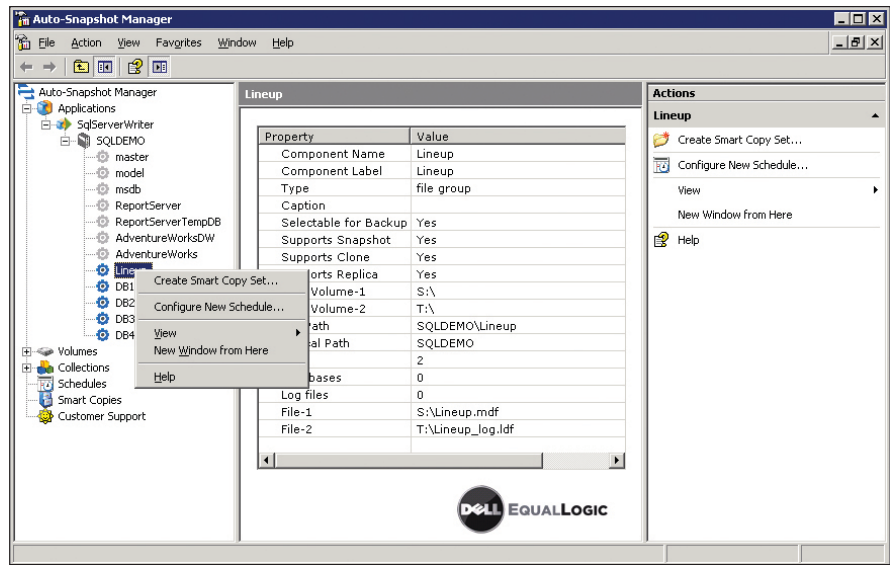 Auto-Snapshot Manager
File Action View Favorites Window Help
Auto-Snapshot Manager
Applications
SqlServerWriter
SQLDEMO
master
model
msdb
ReportServer
ReportServerTempDB
AdventureWorksDW
AdventureWorks
Lineup
DB1
DB2
DB3
DB4
Volumes
Collections
Schedules
Smart Copies
Customer Support
Create Smart Copy Set...
Configure New Schedule...
View
New Window from Here
Help
Lineup
Property Value
Component Name Lineup
Component Label Lineup
Type file group
Caption
Selectable for Backup Yes
Supports Snapshot Yes
Supports Clone Yes
orts Replica Yes
Volume-1 S:\
Volume-2 T:\
ath SQLDEMO\Lineup
al Path SQLDEMO
2
bases 0
Log files 0
File-1 S:\Lineup.mdf
File-2 T:\Lineup_log.ldf
DELL EQUALLOGIC
Actions
Lineup
Create Smart Copy Set...
Configure New Schedule...
View
New Window from Here
Help